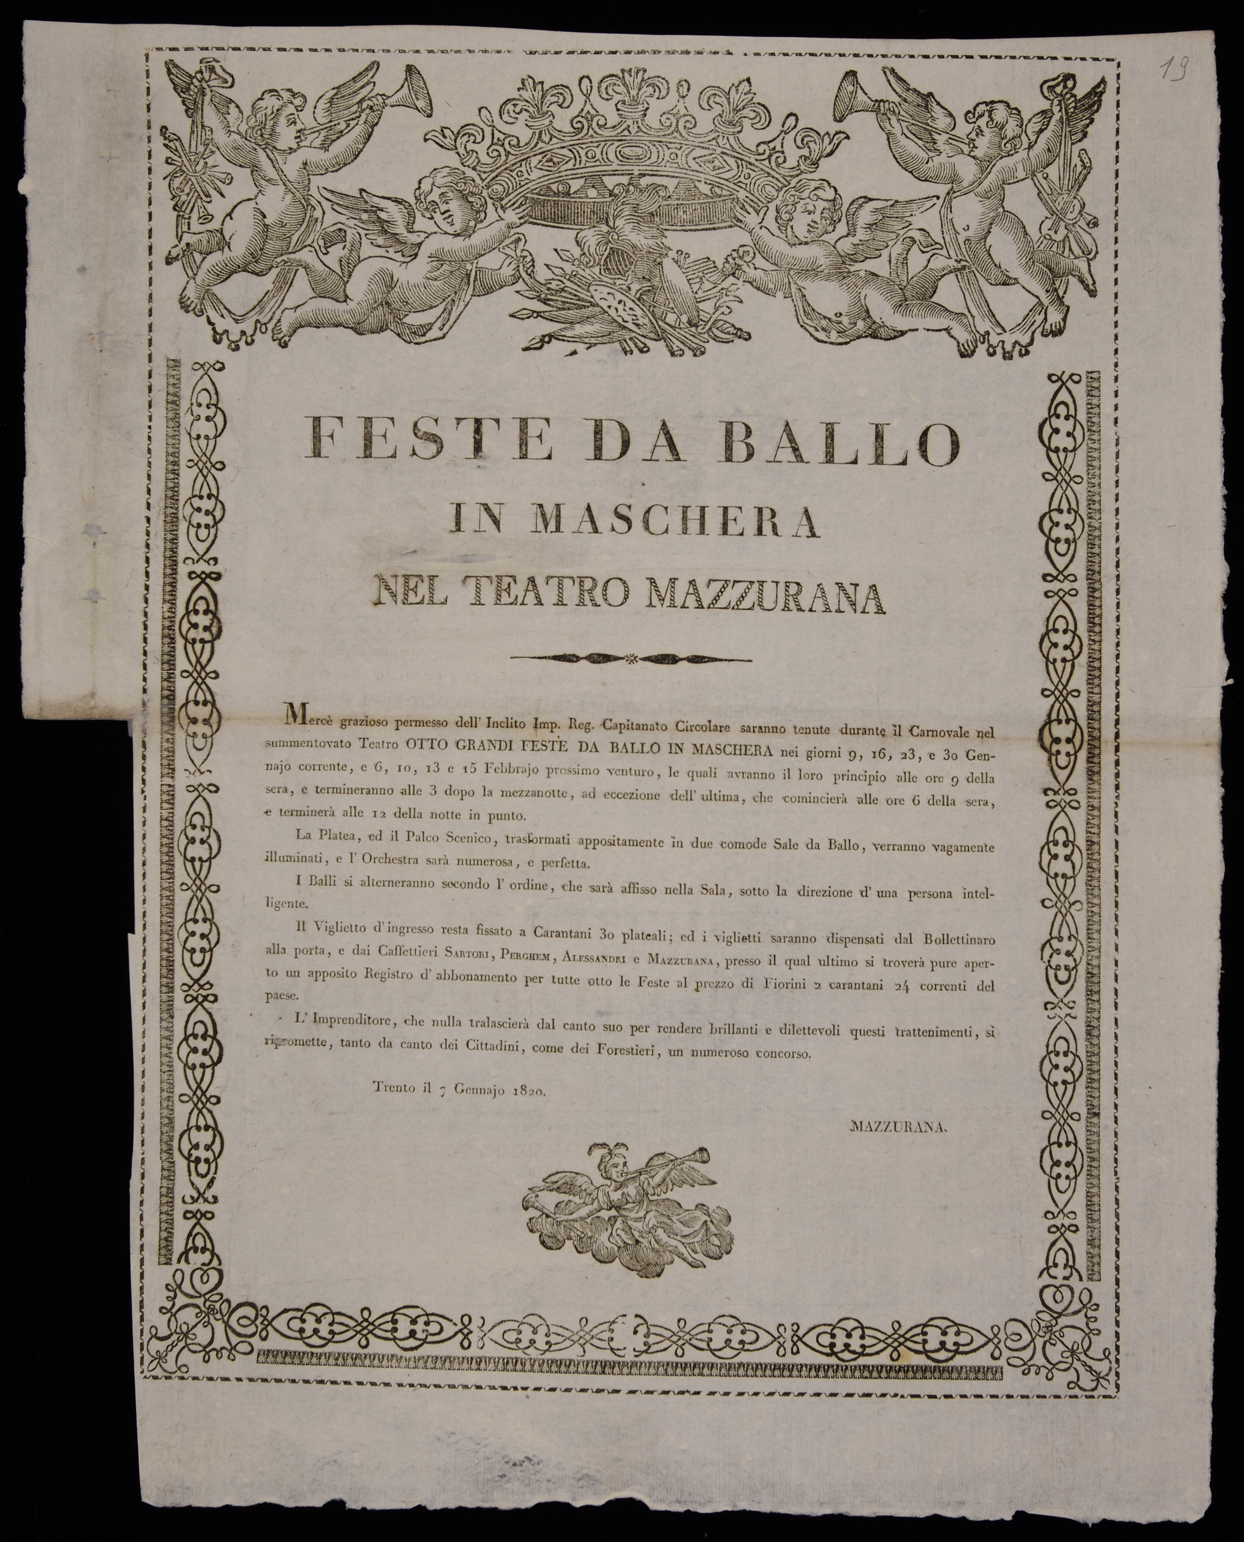 19
FESTE DA BALLO
IN MASCHERA
NEL TEATRO MAZZURANA
Mercè grazioso permesso dell' Inclito Imp. Reg. Capitanato Circolare saranno tenute durante il Carnovale nel
summentovato Teatro OTTO GRANDI FESTE DA BALLO IN MASCHERA nei giorni 9, 16, 23, e 30 Gen-
najo corrente, e 6, 10, 13 e 15 Febbrajo prossimo venturo, le quali avranno il loro principio alle ore 9 della
sera, e termineranno alle 3 dopo la mezzanotte, ad eccezione dell' ultima, che comincierà alle ore 6 della sera,
e terminerà alle 12 della notte in punto.
La Platea, ed il Palco Scenico, trasformati appositamente in due comode Sale da Ballo, verranno vagamente
illuminati, e l' Orchestra sarà numerosa, e perfetta.
I Balli si alterneranno secondo l' ordine, che sarà affisso nella Sala, sotto la direzione d' una persona intel-
ligente.
Il Viglietto d'ingresso resta fissato a Carantani 30 plateali; ed i viglietti saranno dispensati dal Bollettinaro
alla porta, e dai Caffettieri SARTORI, PERGHEM, ALESSANDRI e MAZZURANA, presso il qual ultimo si troverà pure aper-
to un apposito Registro d' abbonamento per tutte otto le Feste al prezzo di Fiorini 2 carantani 24 correnti del
paese.
L' Imprenditore, che nulla tralascierà dal canto suo per rendere brillanti e dilettevoli questi trattenimenti, si
ripromette, tanto da canto dei Cittadini, come dei Forestieri, un numeroso concorso.
Trento il 7 Gennajo 1820.
MAZZURANA.